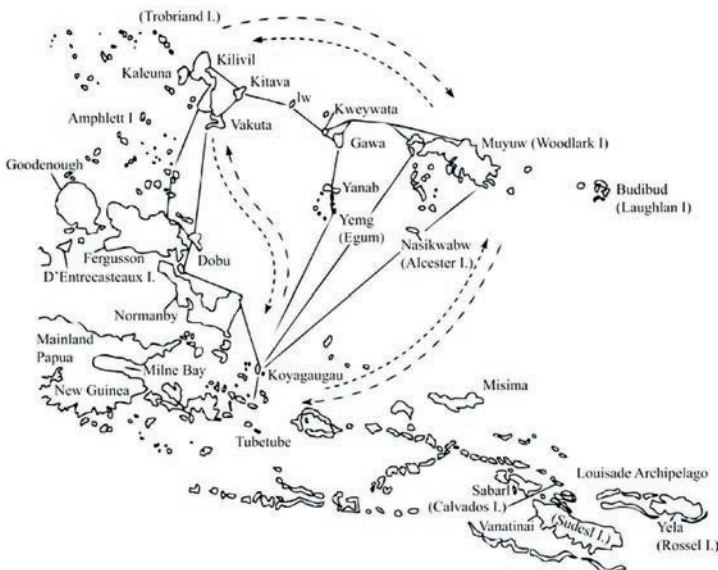 (Trobriand I.)
Kilivil
Kaleuna
Kitava
Iw
Kweywata
Amphlett I
Vakuta
Gawa
Muyuw (Woodlark I)
Goodenough
Yanab
Budibud
(Laughlan I)
Yemg
(Egum)
Nasikwabw
(Alcester I.)
Fergusson
Dobu
D'Entrecasteaux I.
Normanby
Mainland
Papua
Milne Bay
Koyagaugau
New Guinea
Misima
Tubetube
Louisade Archipelago
Sabarl
(Calvados I.)
Vanatinai
(Sudest I.)
Yela
(Rossel I.)